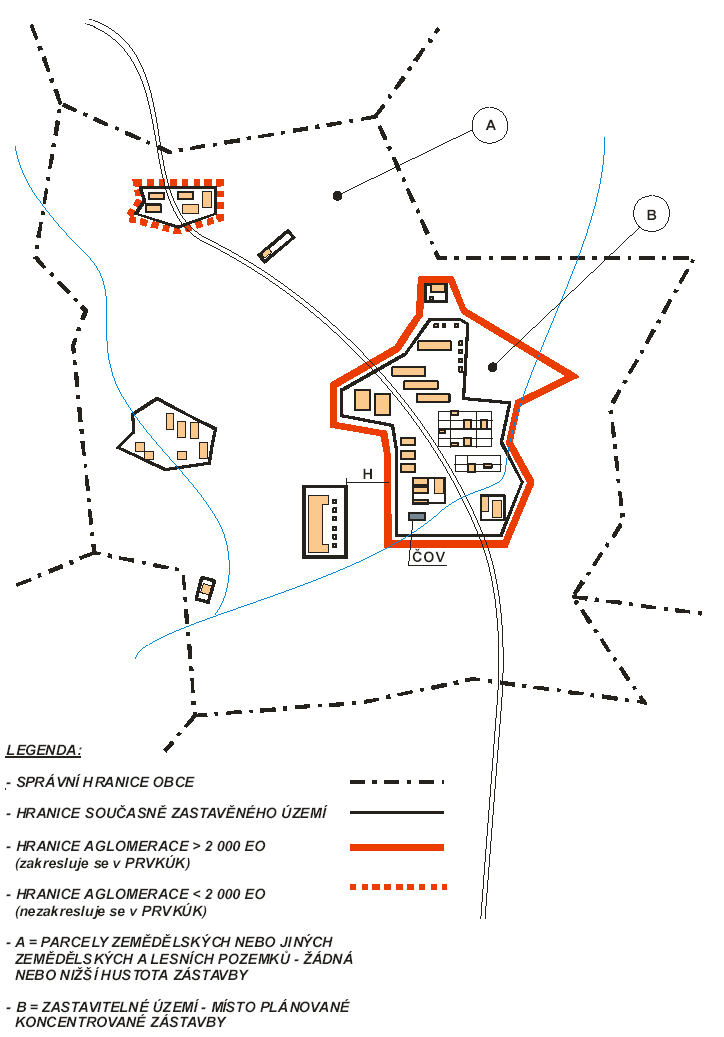 A
B
H
ČOV
LEGENDA:
- SPRÁVNÍ HRANICE OBCE
- HRANICE SOUČASNĚ ZASTAVĚNÉHO ÚZEMÍ
- HRANICE AGLOMERACE > 2 000 EO
(zakresluje se v PRVKÚK)
- HRANICE AGLOMERACE < 2 000 EO
(nezakresluje se v PRVKÚK)
- A = PARCELY ZEMĚDĚLSKÝCH NEBO JINÝCH
ZEMĚDĚLSKÝCH A LESNÍCH POZEMKŮ - ŽÁDNÁ
NEBO NIŽŠÍ HUSTOTA ZÁSTAVBY
- B = ZASTAVITELNÉ ÚZEMÍ - MÍSTO PLÁNOVANÉ
KONCENTROVANÉ ZÁSTAVBY